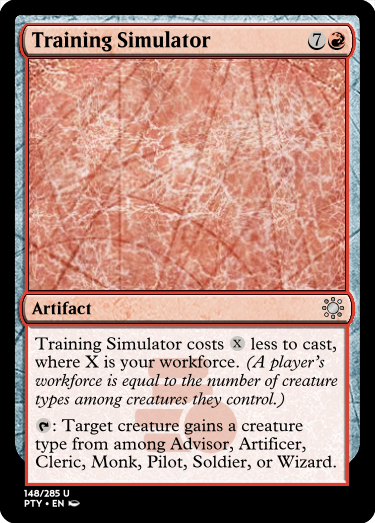 Training Simulator 7
Artifact
Training Simulator costs X less to cast,
where X is your workforce. (A player's
workforce is equal to the number of creature
types among creatures they control.)
: Target creature gains a creature
type from among Advisor, Artificer,
Cleric, Monk, Pilot, Soldier, or Wizard.
148/285 U
PTY • EN